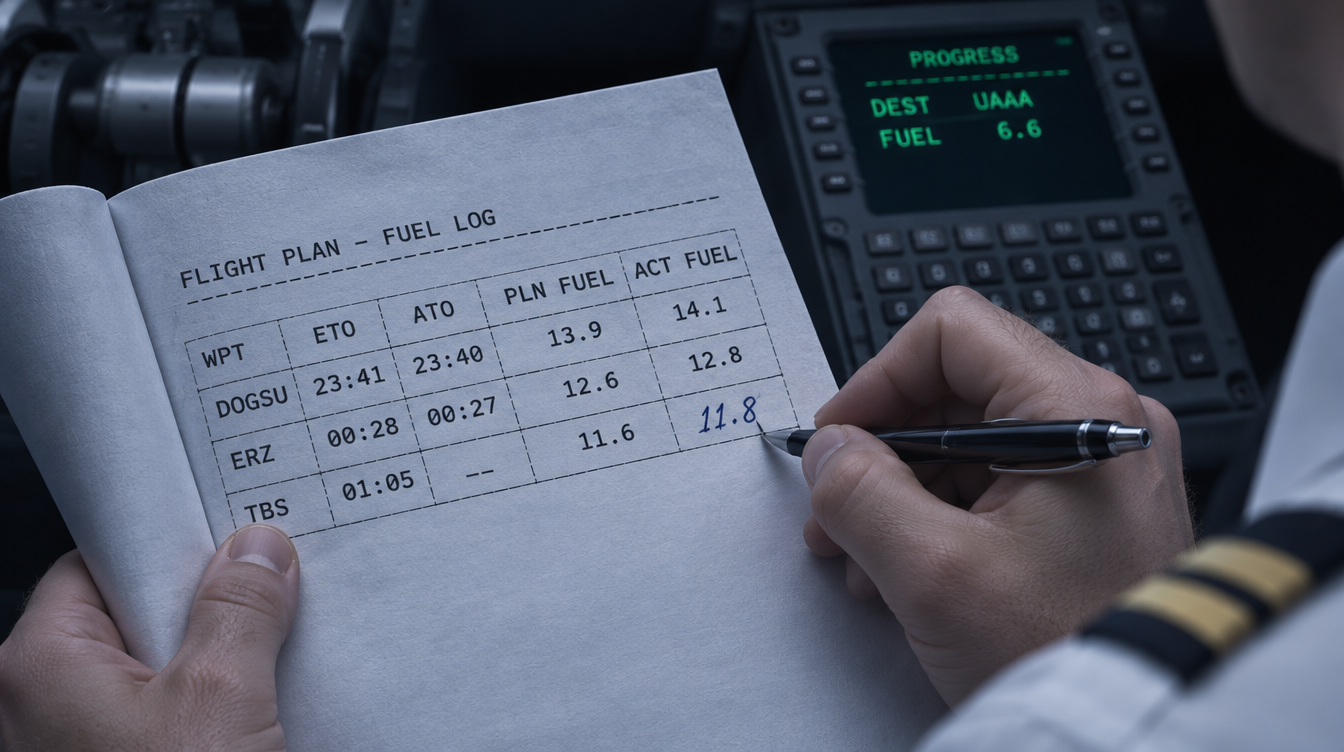 FLIGHT PLAN – FUEL LOG
WPT ETO ATO PLN FUEL ACT FUEL
DOGSU 23:41 23:40 13.9 14.1
ERZ 00:28 00:27 12.6 12.8
TBS 01:05 -- 11.6 11.8
PROGRESS
DEST UAAA
FUEL 6.6